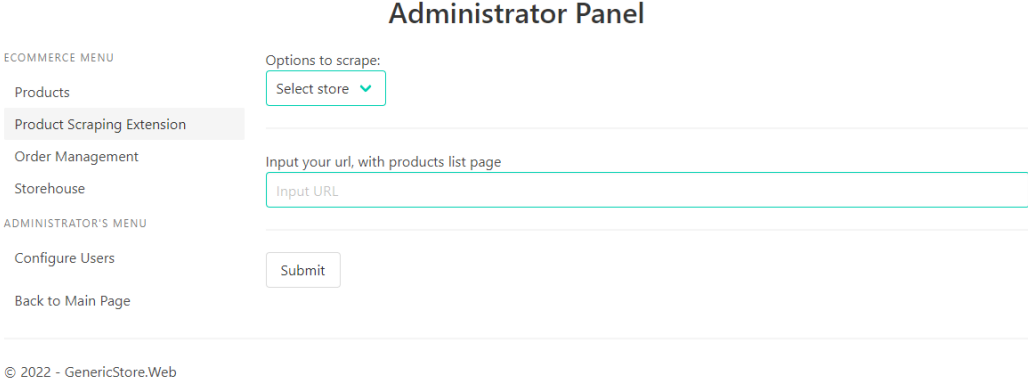 Administrator Panel
ECOMMERCE MENU
Products
Product Scraping Extension
Order Management
Storehouse
ADMINISTRATOR'S MENU
Configure Users
Back to Main Page
Options to scrape:
Select store
Input your url, with products list page
Input URL
Submit
© 2022 - GenericStore.Web